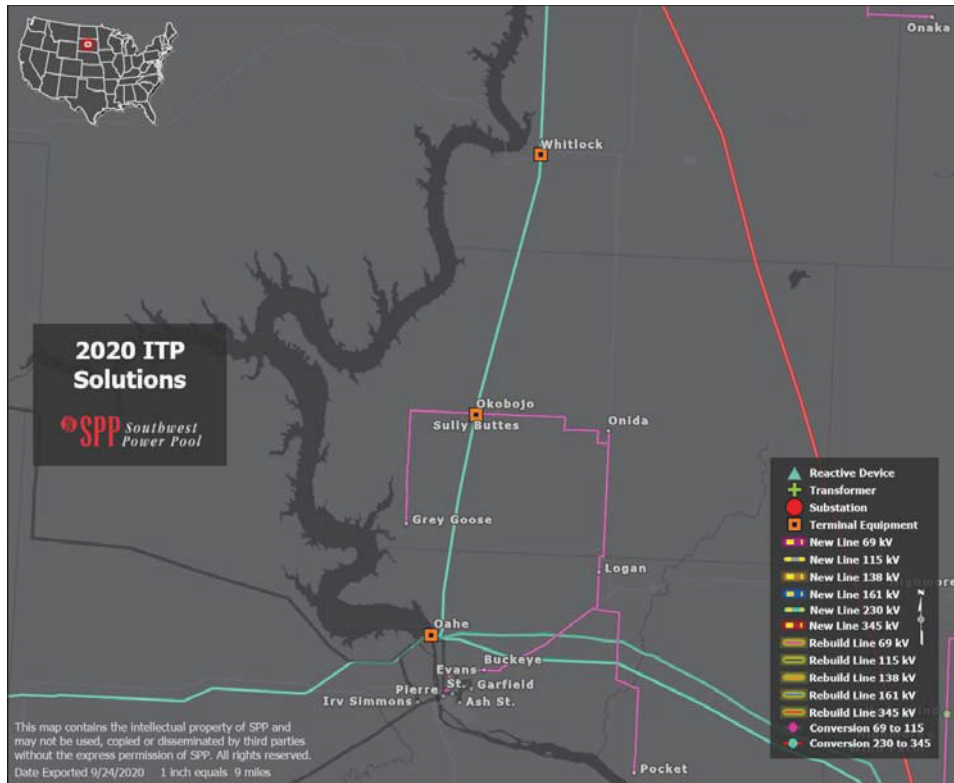 Onaka
Whitlock
2020 ITP
Solutions
SPP Southwest
Power Pool
Okobojo
Sully Buttes
Onida
Grey Goose
Logan
Oahe
Buckeye
Evans
St.
Garfield
Pierre
Irv Simmons
Ash St.
Pocket
Reactive Device
Transformer
Substation
Terminal Equipment
New Line 69 kV
New Line 115 kV
New Line 138 kV
New Line 161 kV
New Line 230 kV
New Line 345 kV
Rebuild Line 69 kV
Rebuild Line 115 kV
Rebuild Line 138 kV
Rebuild Line 161 kV
Rebuild Line 345 kV
Conversion 69 to 115
Conversion 230 to 345
N
This map contains the intellectual property of SPP and
may not be used, copied or disseminated by third parties
without the express permission of SPP. All rights reserved.
Date Exported 9/24/2020 1 inch equals 9 miles